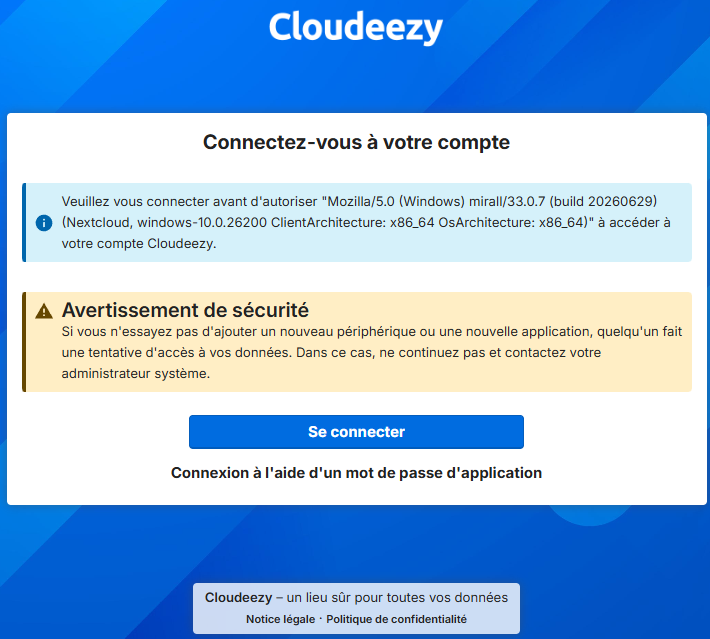 Cloudeezy
Connectez-vous à votre compte
Veuillez vous connecter avant d'autoriser "Mozilla/5.0 (Windows) mirall/33.0.7 (build 20260629)
(Nextcloud, windows-10.0.26200 ClientArchitecture: x86_64 OsArchitecture: x86_64)" à accéder à
votre compte Cloudeezy.
Avertissement de sécurité
Si vous n'essayez pas d'ajouter un nouveau périphérique ou une nouvelle application, quelqu'un fait
une tentative d'accès à vos données. Dans ce cas, ne continuez pas et contactez votre
administrateur système.
Se connecter
Connexion à l'aide d'un mot de passe d'application
Cloudeezy – un lieu sûr pour toutes vos données
Notice légale · Politique de confidentialité